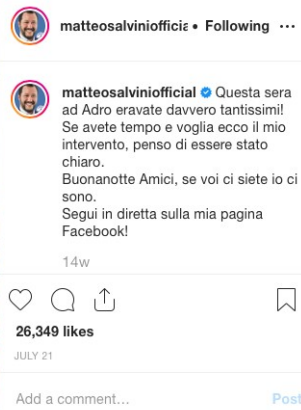 matteosalviniofficia • Following ...
matteosalviniofficial Questa sera
ad Adro eravate davvero tantissimi!
Se avete tempo e voglia ecco il mio
intervento, penso di essere stato
chiaro.
Buonanotte Amici, se voi ci siete io ci
sono.
Segui in diretta sulla mia pagina
Facebook!
14w
26,349 likes
JULY 21
Add a comment...
Post